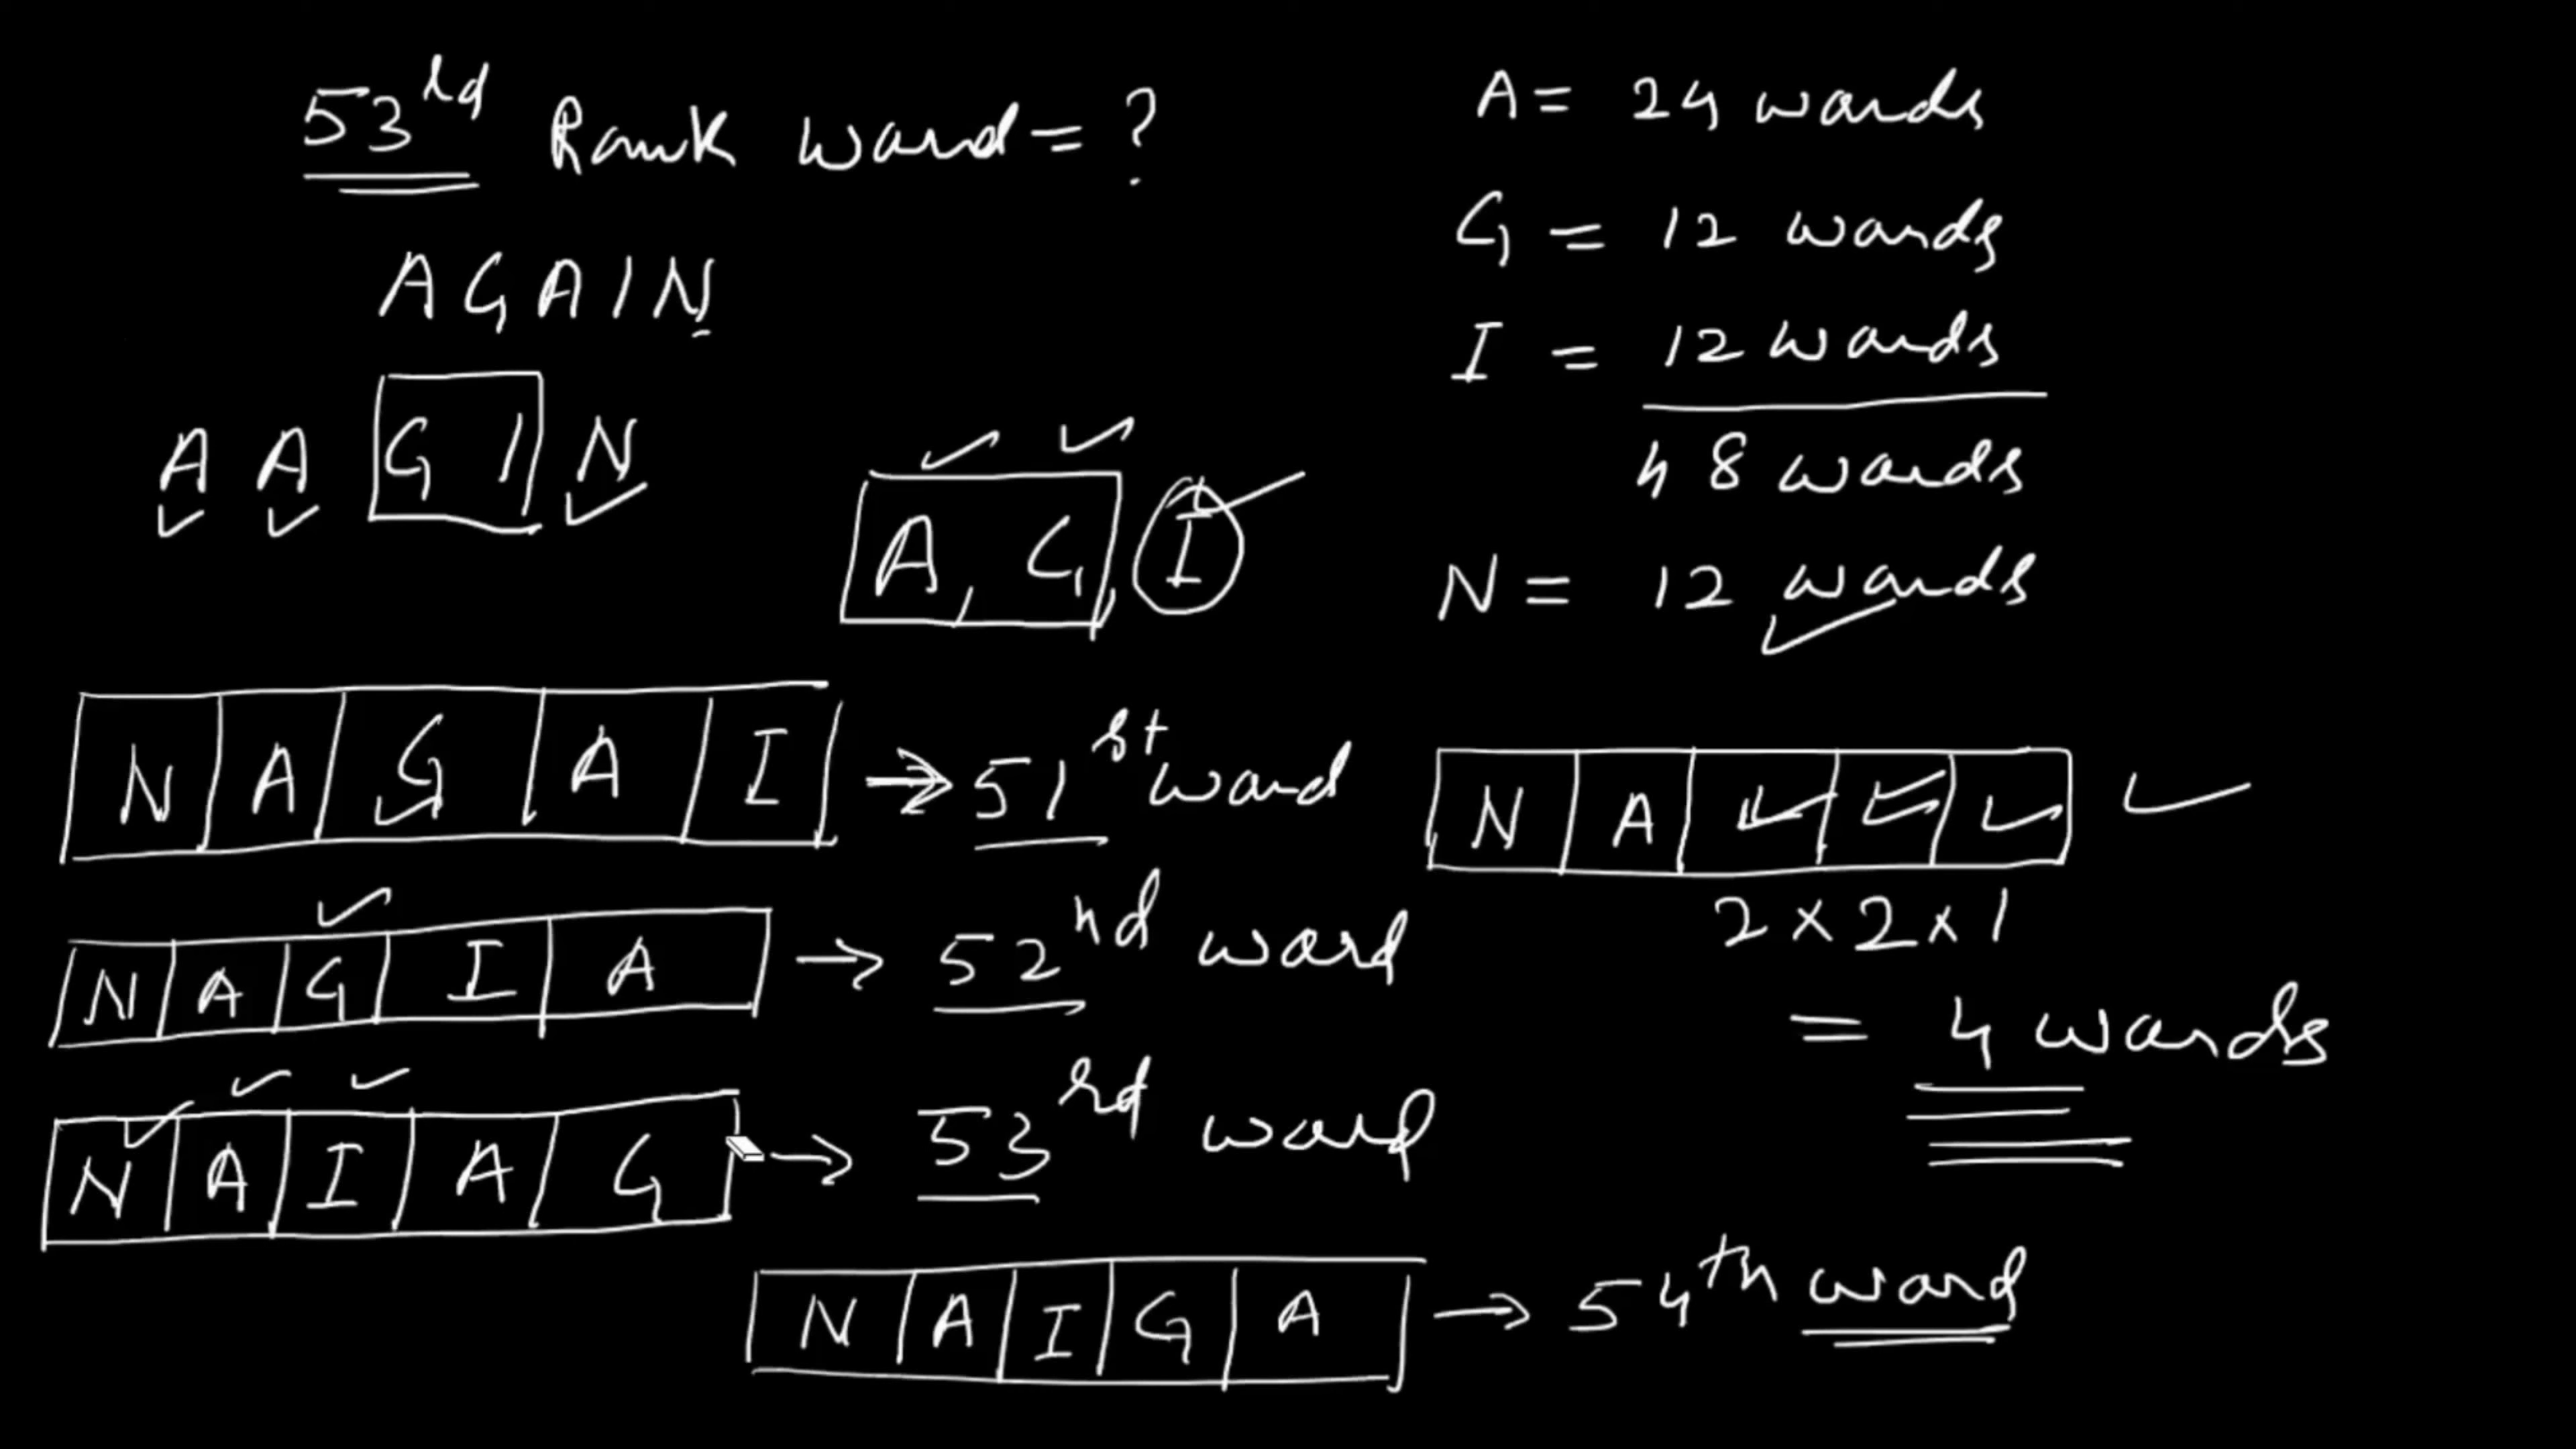 53rd Rank word = ?
AGAIN
A A G I N
A, G, I
A = 24 words
G = 12 words
I = 12 words
48 words
N = 12 words
N A G A I → 51st word
N A G I A → 52nd word
N A I A G → 53rd word
N A I G A → 54th word
N A
2 × 2 × 1
= 4 words